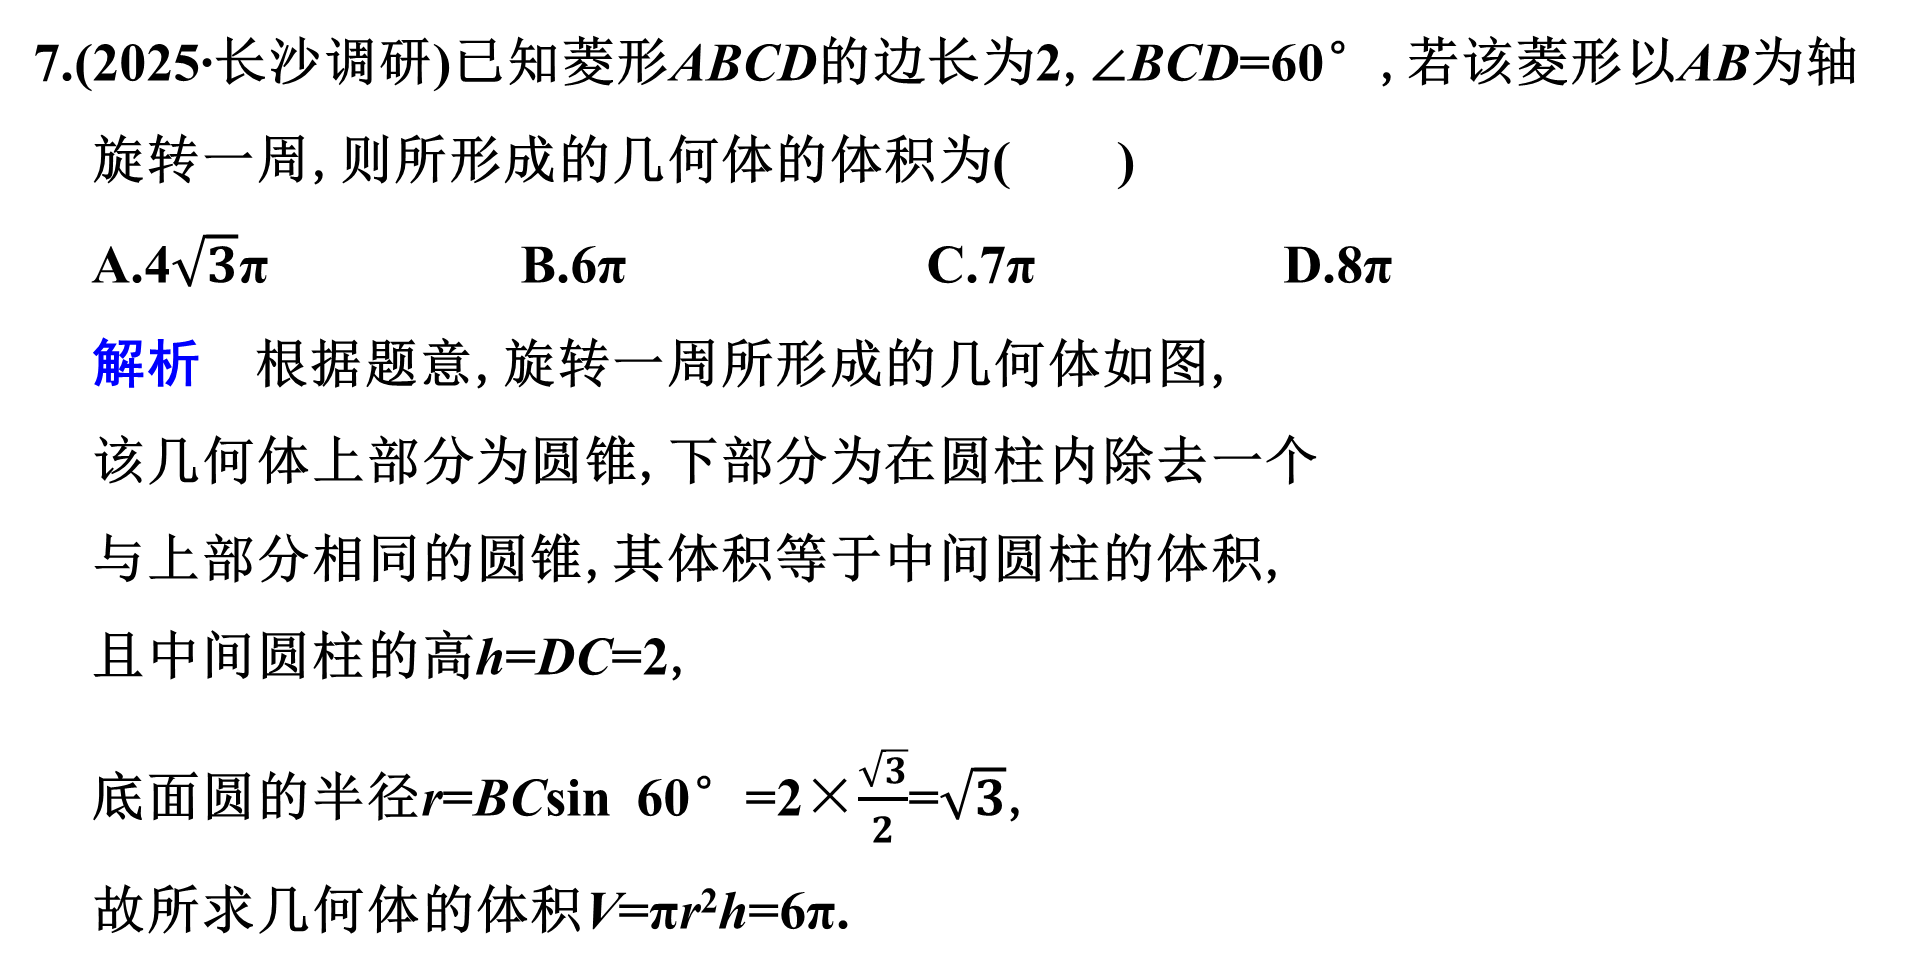 7.(2025·长沙调研)已知菱形ABCD的边长为2,∠BCD=60°,若该菱形以AB为轴
旋转一周,则所形成的几何体的体积为(　　)
A.4√3π　　B.6π　　C.7π　　D.8π
解析　根据题意,旋转一周所形成的几何体如图,
该几何体上部分为圆锥,下部分为在圆柱内除去一个
与上部分相同的圆锥,其体积等于中间圆柱的体积,
且中间圆柱的高h=DC=2,
底面圆的半径r=BCsin 60°=2×√3/2=√3,
故所求几何体的体积V=πr²h=6π.